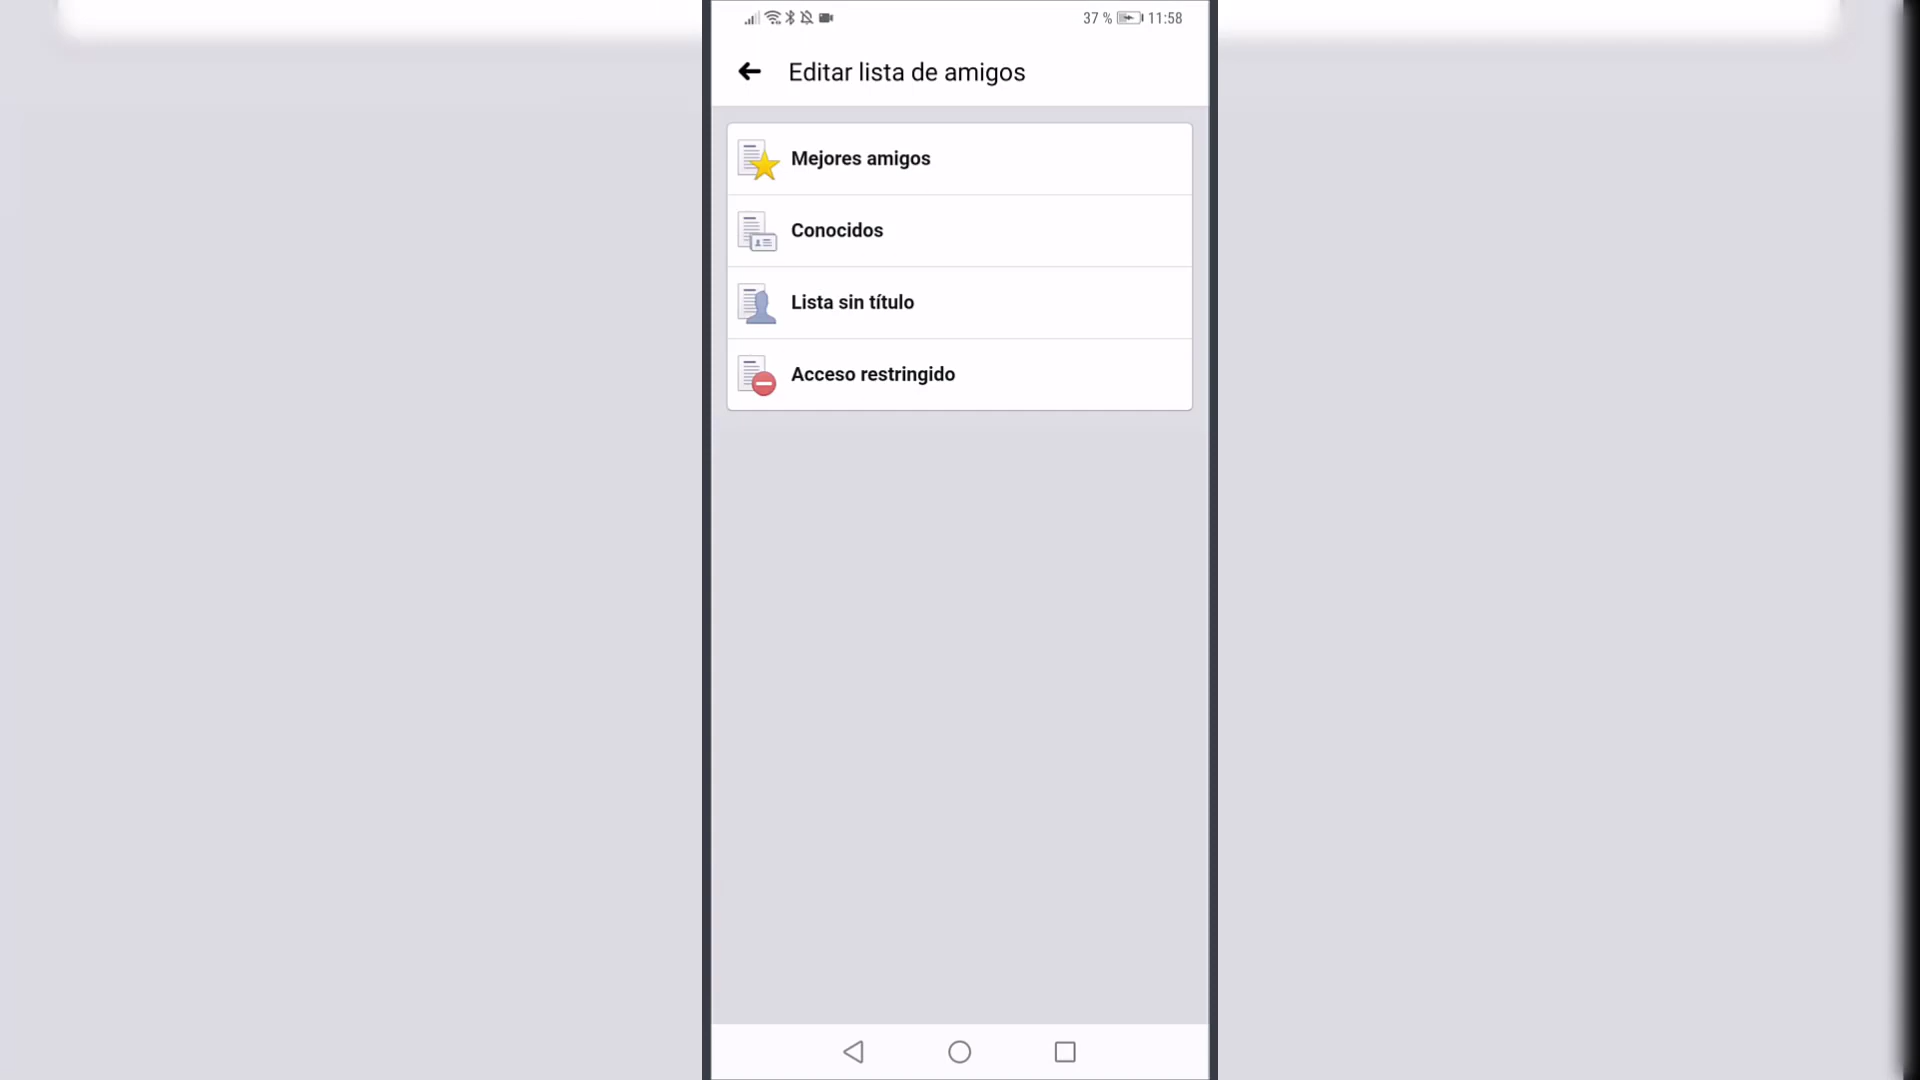 37 % 11:58
Editar lista de amigos
Mejores amigos
Conocidos
Lista sin título
Acceso restringido